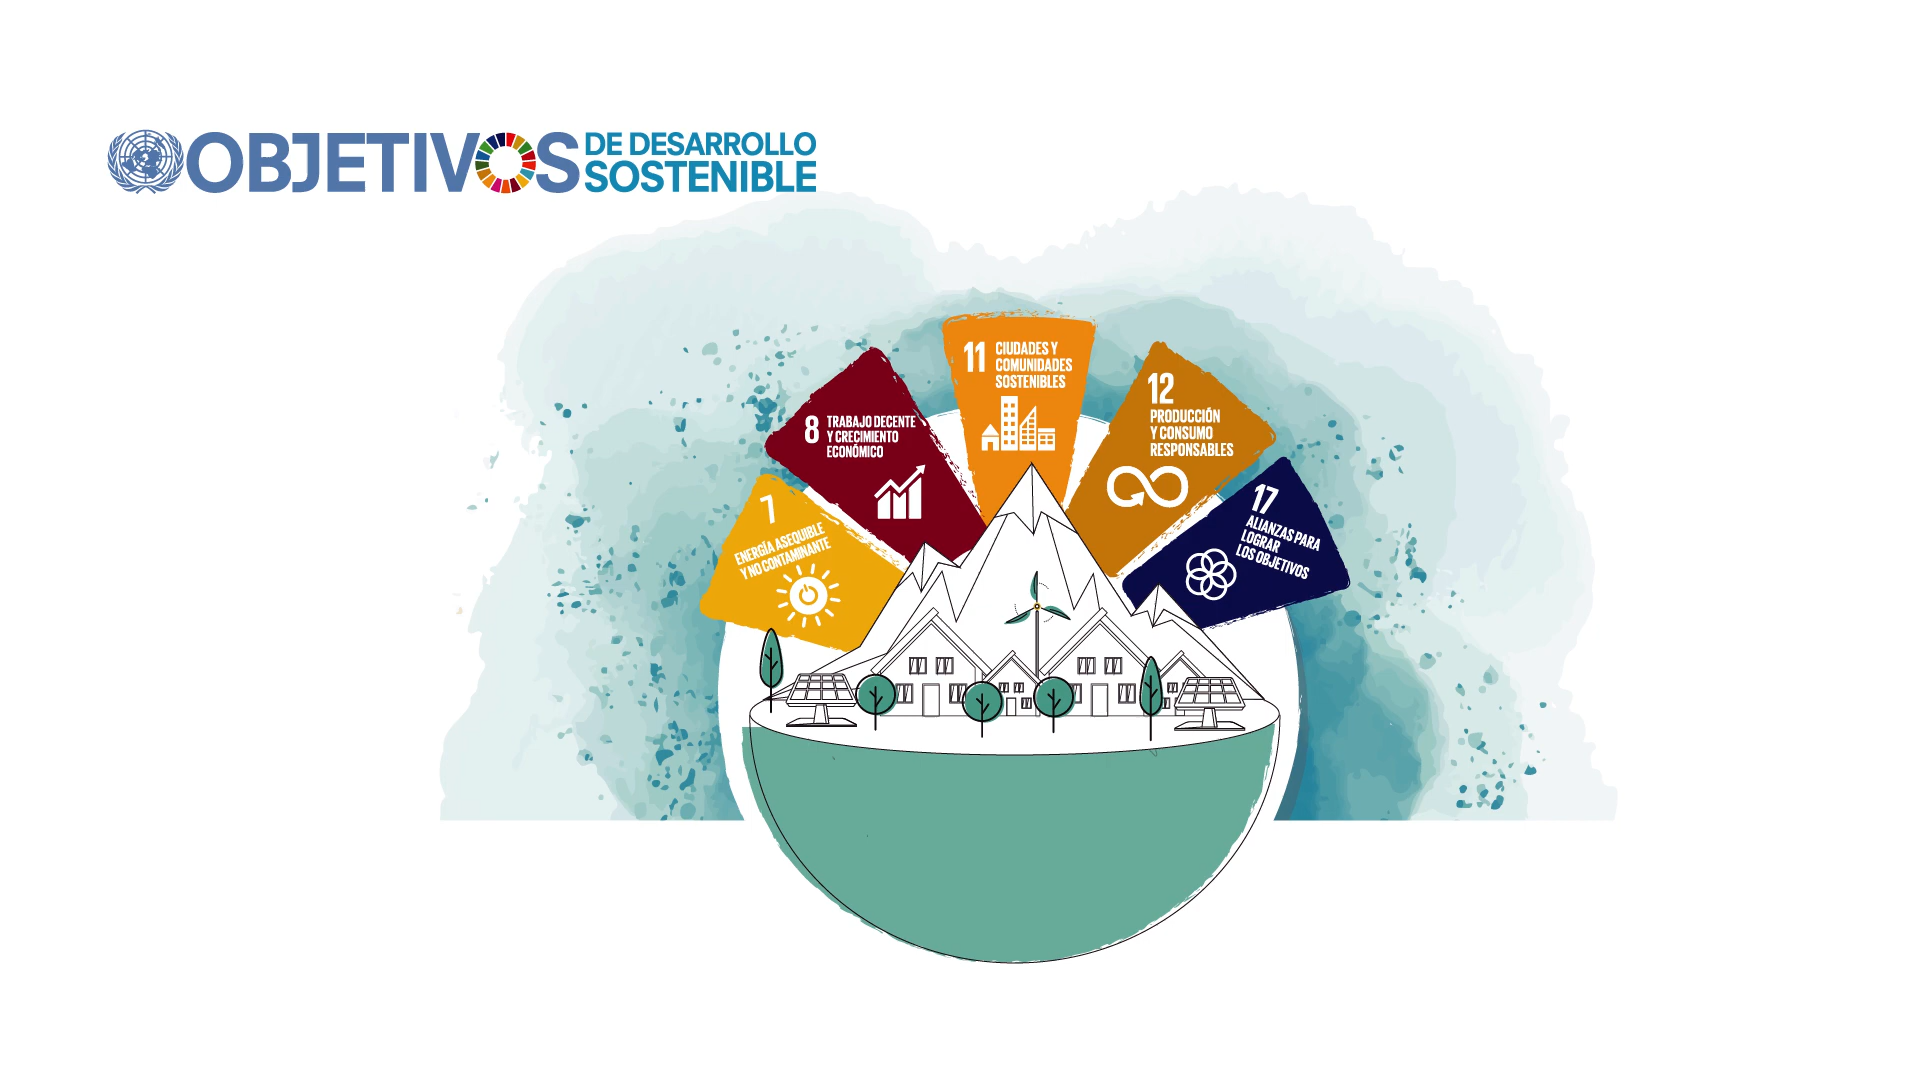 OBJETIVOS DE DESARROLLO
SOSTENIBLE
7
ENERGÍA ASEQUIBLE
Y NO CONTAMINANTE
8 TRABAJO DECENTE
Y CRECIMIENTO
ECONÓMICO
11 CIUDADES Y
COMUNIDADES
SOSTENIBLES
12
PRODUCCIÓN
Y CONSUMO
RESPONSABLES
17
ALIANZAS PARA
LOGRAR
LOS OBJETIVOS